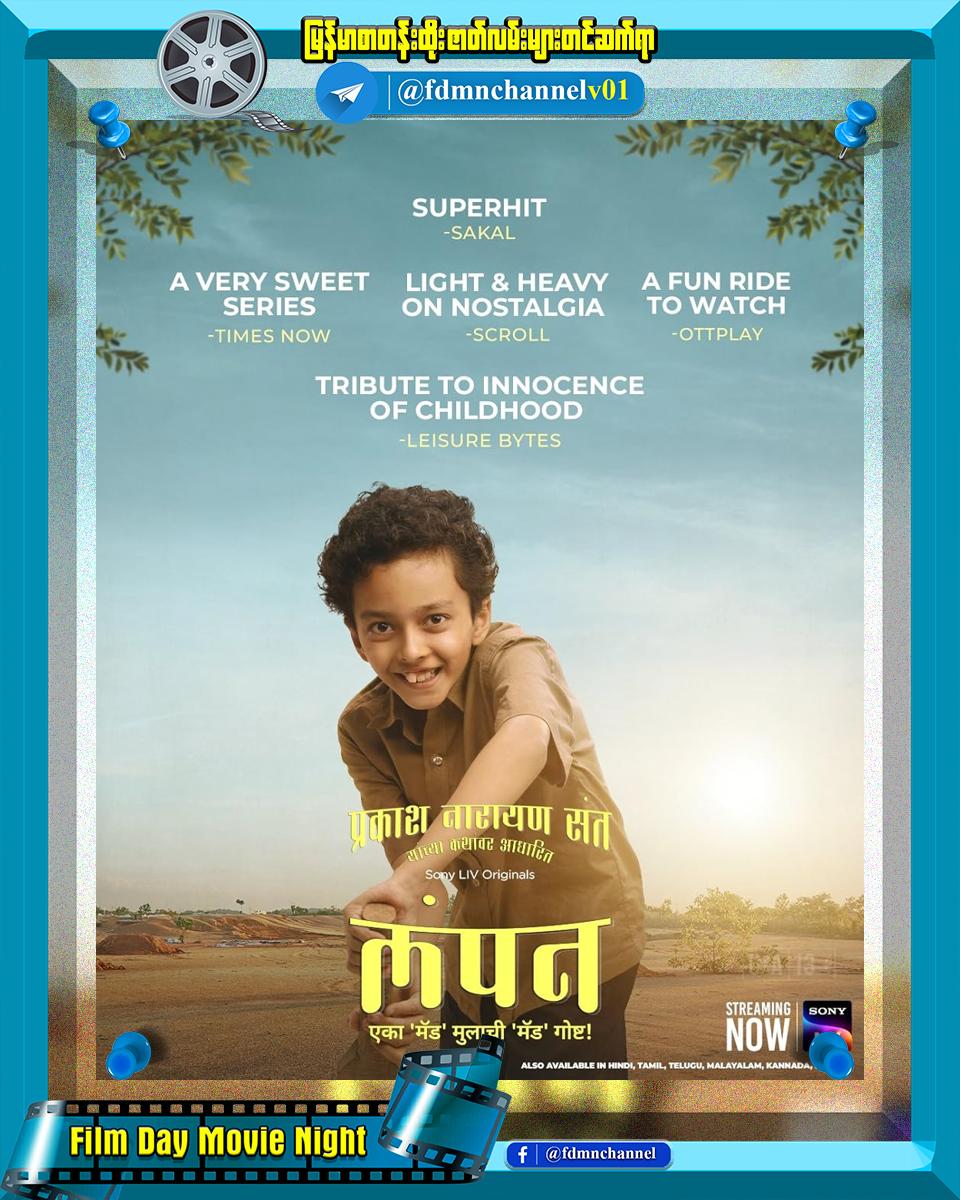 မြန်မာစာတန်းထိုးဇာတ်လမ်းများတင်ဆက်ရာ
@fdmnchannelv01
SUPERHIT
-SAKAL
A VERY SWEET
SERIES
-TIMES NOW
LIGHT & HEAVY
ON NOSTALGIA
-SCROLL
A FUN RIDE
TO WATCH
-OTTPLAY
TRIBUTE TO INNOCENCE
OF CHILDHOOD
-LEISURE BYTES
प्रकाश नारायण संत
यांच्या कथांवर आधारित
Sony LIV Originals
लंपन
एका 'मॅड' मुलाची 'मॅड' गोष्ट!
STREAMING
NOW
SONY
ALSO AVAILABLE IN HINDI, TAMIL, TELUGU, MALAYALAM, KANNADA,
Film Day Movie Night
@fdmnchannel